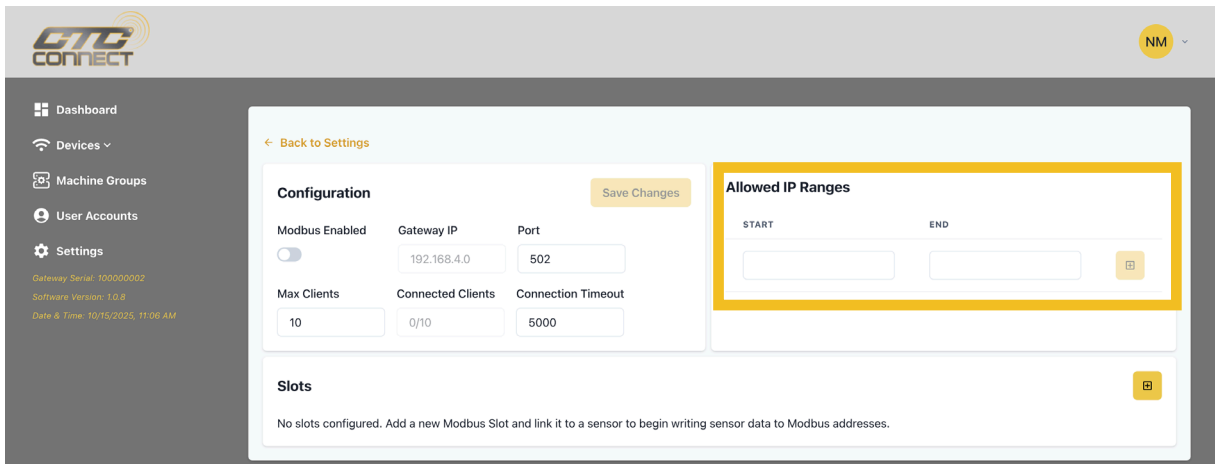 CTC
CONNECT
NM
Dashboard
Devices
Machine Groups
User Accounts
Settings
Gateway Serial: 100000002
Software Version: 1.0.8
Date & Time: 10/15/2025, 11:06 AM
Back to Settings
Configuration
Save Changes
Modbus Enabled
Gateway IP
Port
192.168.4.0
502
Max Clients
Connected Clients
Connection Timeout
10
0/10
5000
Allowed IP Ranges
START
END
Slots
No slots configured. Add a new Modbus Slot and link it to a sensor to begin writing sensor data to Modbus addresses.